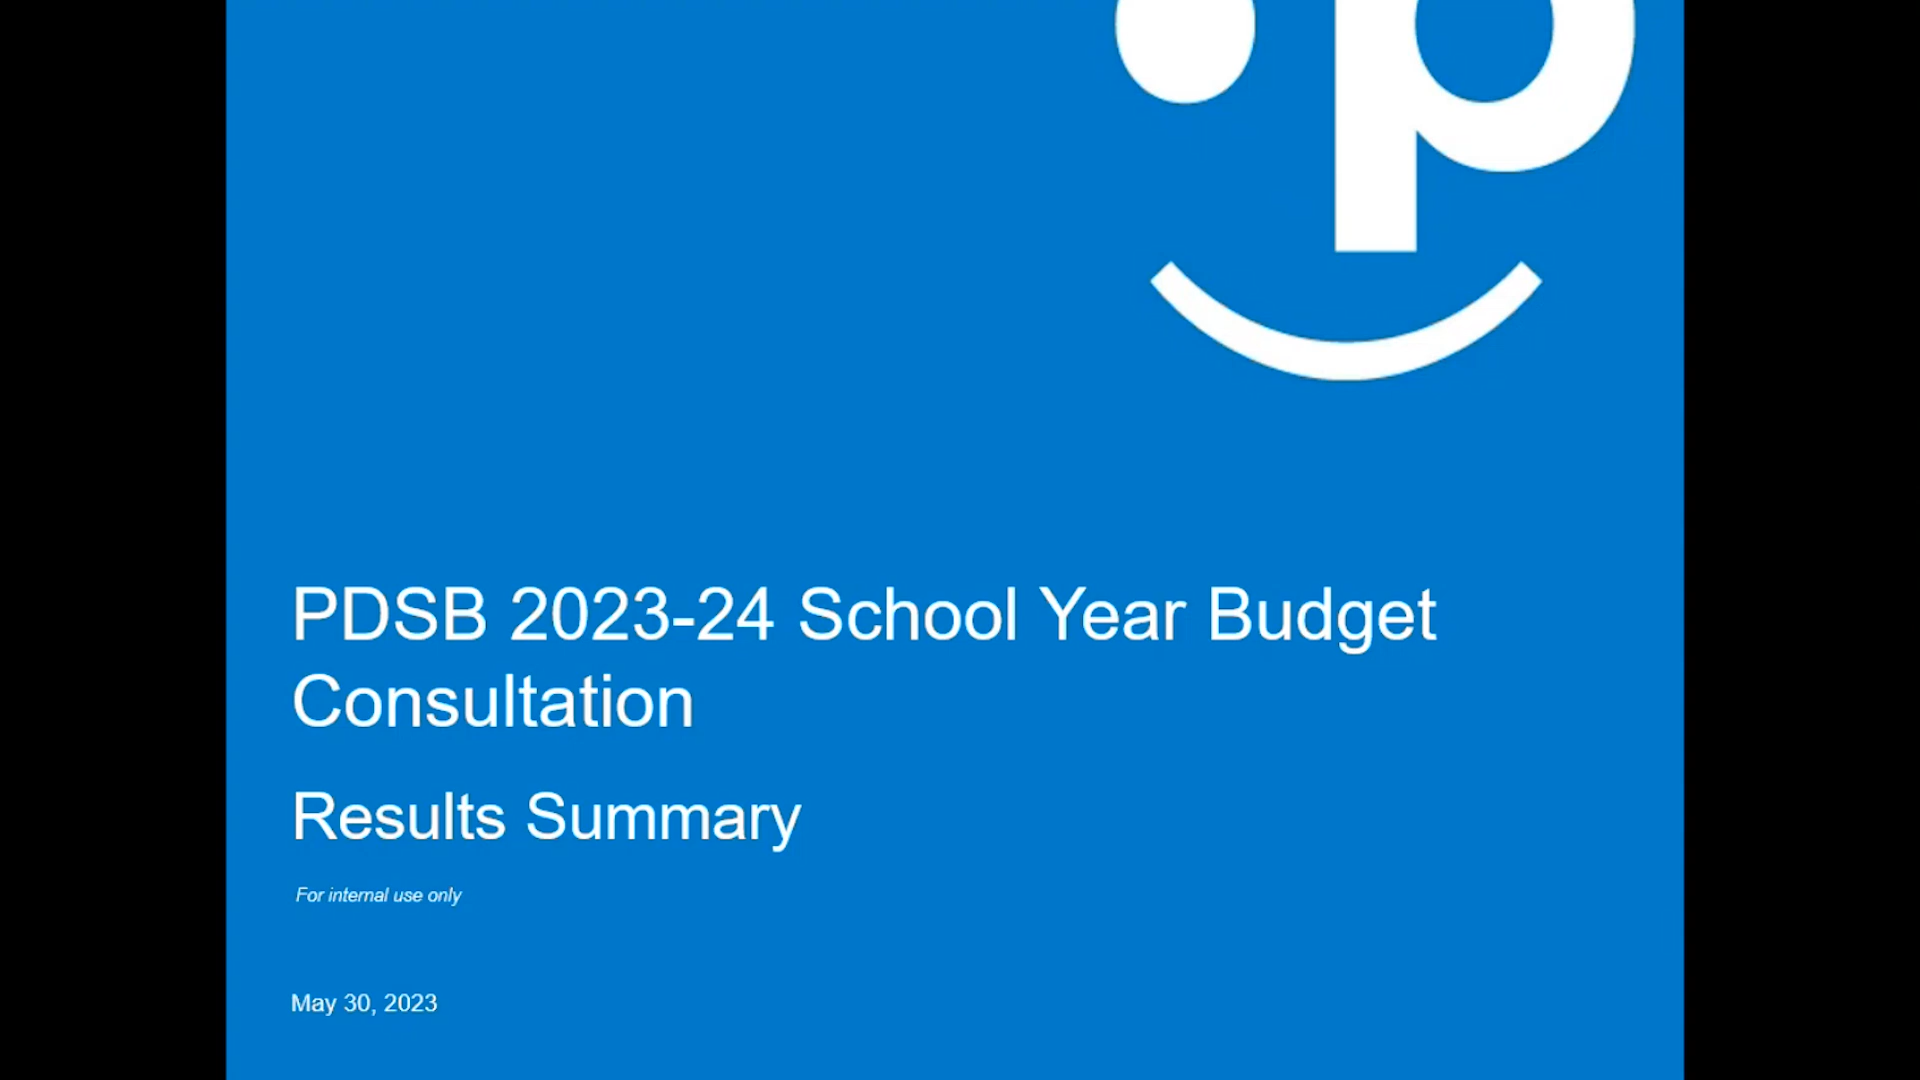 p
PDSB 2023-24 School Year Budget
Consultation
Results Summary
For internal use only
May 30, 2023